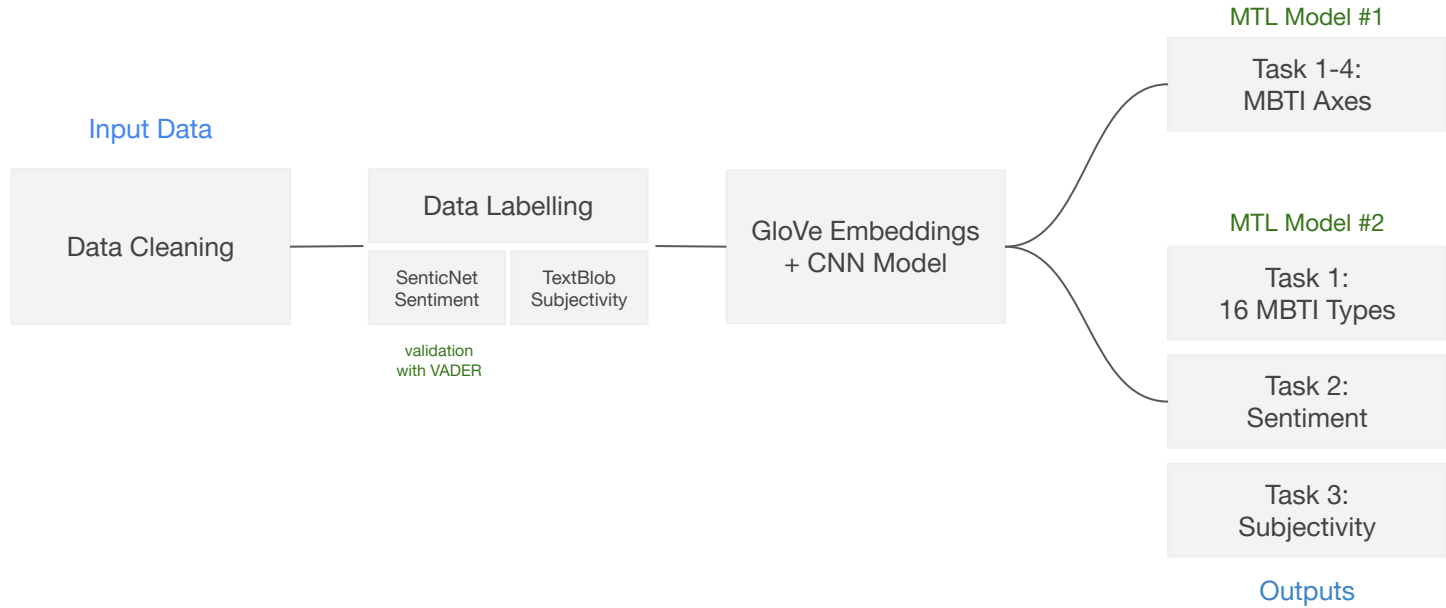 Input Data
Data Cleaning
Data Labelling
SenticNet
Sentiment
TextBlob
Subjectivity
validation
with VADER
GloVe Embeddings
+ CNN Model
MTL Model #1
Task 1-4:
MBTI Axes
MTL Model #2
Task 1:
16 MBTI Types
Task 2:
Sentiment
Task 3:
Subjectivity
Outputs